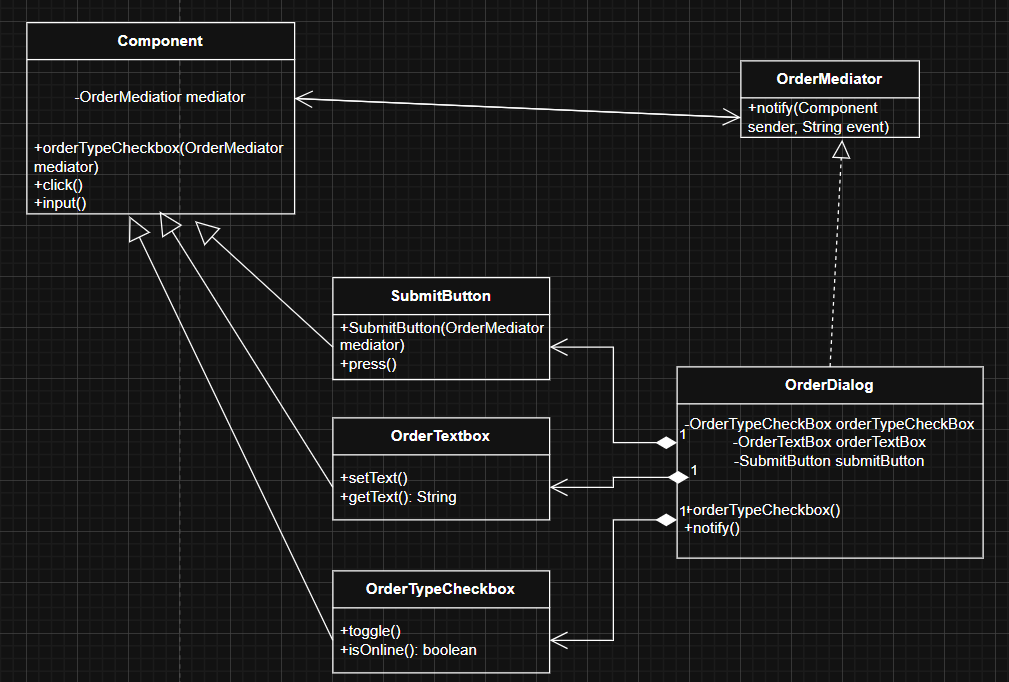 Component
-OrderMediatior mediator
+orderTypeCheckbox(OrderMediator
mediator)
+click()
+input()
OrderMediator
+notify(Component
sender, String event)
SubmitButton
+SubmitButton(OrderMediator
mediator)
+press()
OrderTextbox
+setText()
+getText(): String
OrderTypeCheckbox
+toggle()
+isOnline(): boolean
OrderDialog
-OrderTypeCheckBox orderTypeCheckBox
1
-OrderTextBox orderTextBox
-SubmitButton submitButton
1
1
+orderTypeCheckbox()
+notify()